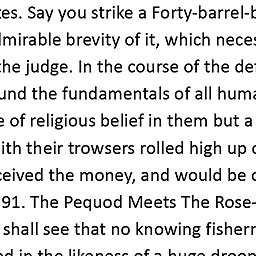 es. Say you strike a Forty-barrel-b
dmirable brevity of it, which neces
the judge. In the course of the def
und the fundamentals of all huma
e of religious belief in them but a
ith their trowsers rolled high up o
ceived the money, and would be o
91. The Pequod Meets The Rose-
shall see that no knowing fisherm
ed in the likeness of a huge droop